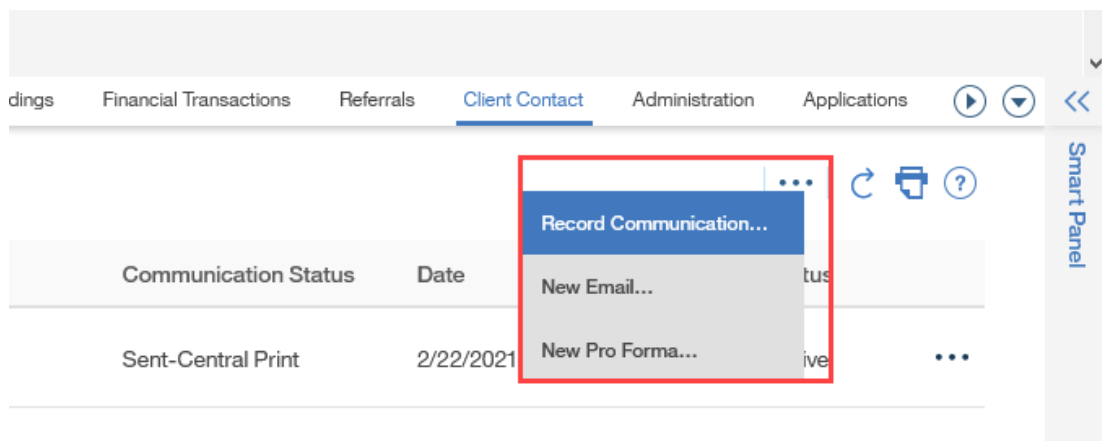 dings Financial Transactions Referrals Client Contact Administration Applications
Smart Panel
Record Communication...
Communication Status Date tus
New Email...
New Pro Forma...
Sent-Central Print 2/22/2021 ive